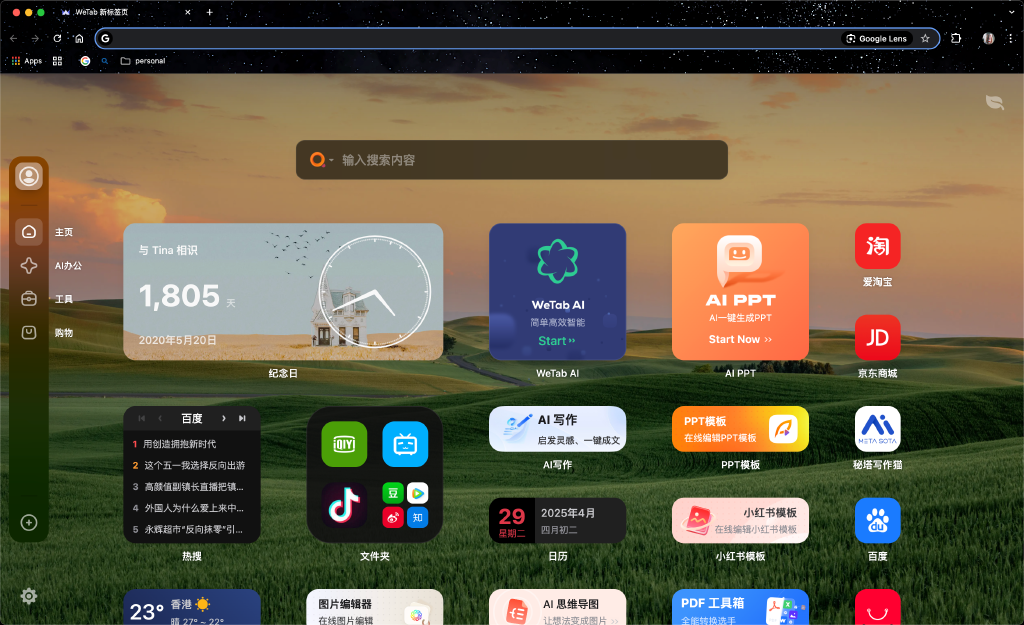 WeTab 新标签页
Google Lens
Apps
personal
输入搜索内容
主页
AI办公
工具
购物
与 Tina 相识
1,805 天
2020年5月20日
纪念日
WeTab AI
简单高效智能
Start
WeTab AI
AI PPT
AI一键生成PPT
Start Now
AI PPT
淘
爱淘宝
JD
京东商城
百度
1 用创造拥抱新时代
2 这个五一我选择反向出游
3 高颜值副镇长直播把镇...
4 外国人为什么爱上来中...
5 永辉超市“反向抹零”引...
热搜
iQIY
豆
知
文件夹
AI 写作
启发灵感、一键成文
AI写作
PPT模板
在线编辑PPT模板
PPT模板
META SOTA
秘塔写作猫
29
星期二
2025年4月
四月初二
日历
小红书模板
在线编辑小红书模板
小红书模板
du
百度
23°
香港
晴 27° ~ 22°
图片编辑器
在线图片编辑
AI 思维导图
让想法变成图片
PDF 工具箱
全能转换选手